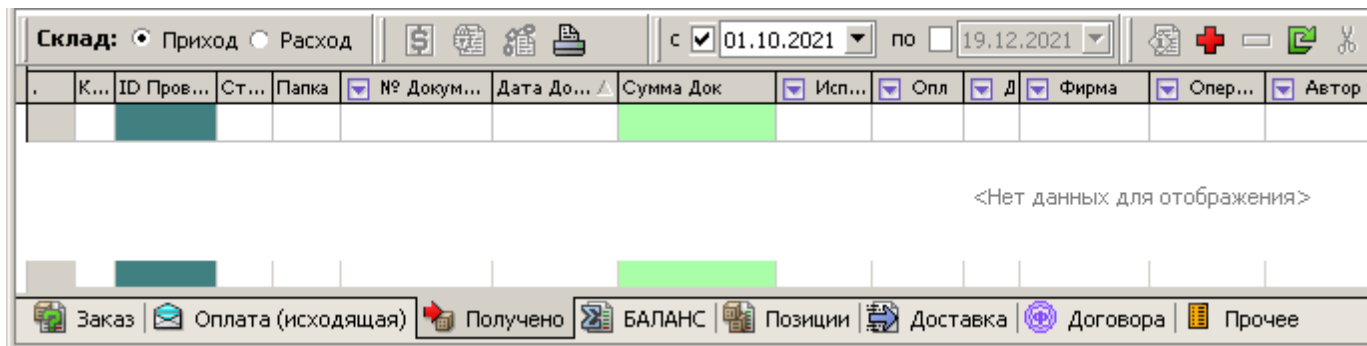 Склад: Приход Расход с 01.10.2021 по 19.12.2021
. К... ID Пров... Ст... Папка № Докум... Дата До... Сумма Док Исп... Опл Д Фирма Опер... Автор
<Нет данных для отображения>
Заказ Оплата (исходящая) Получено БАЛАНС Позиции Доставка Договора Прочее